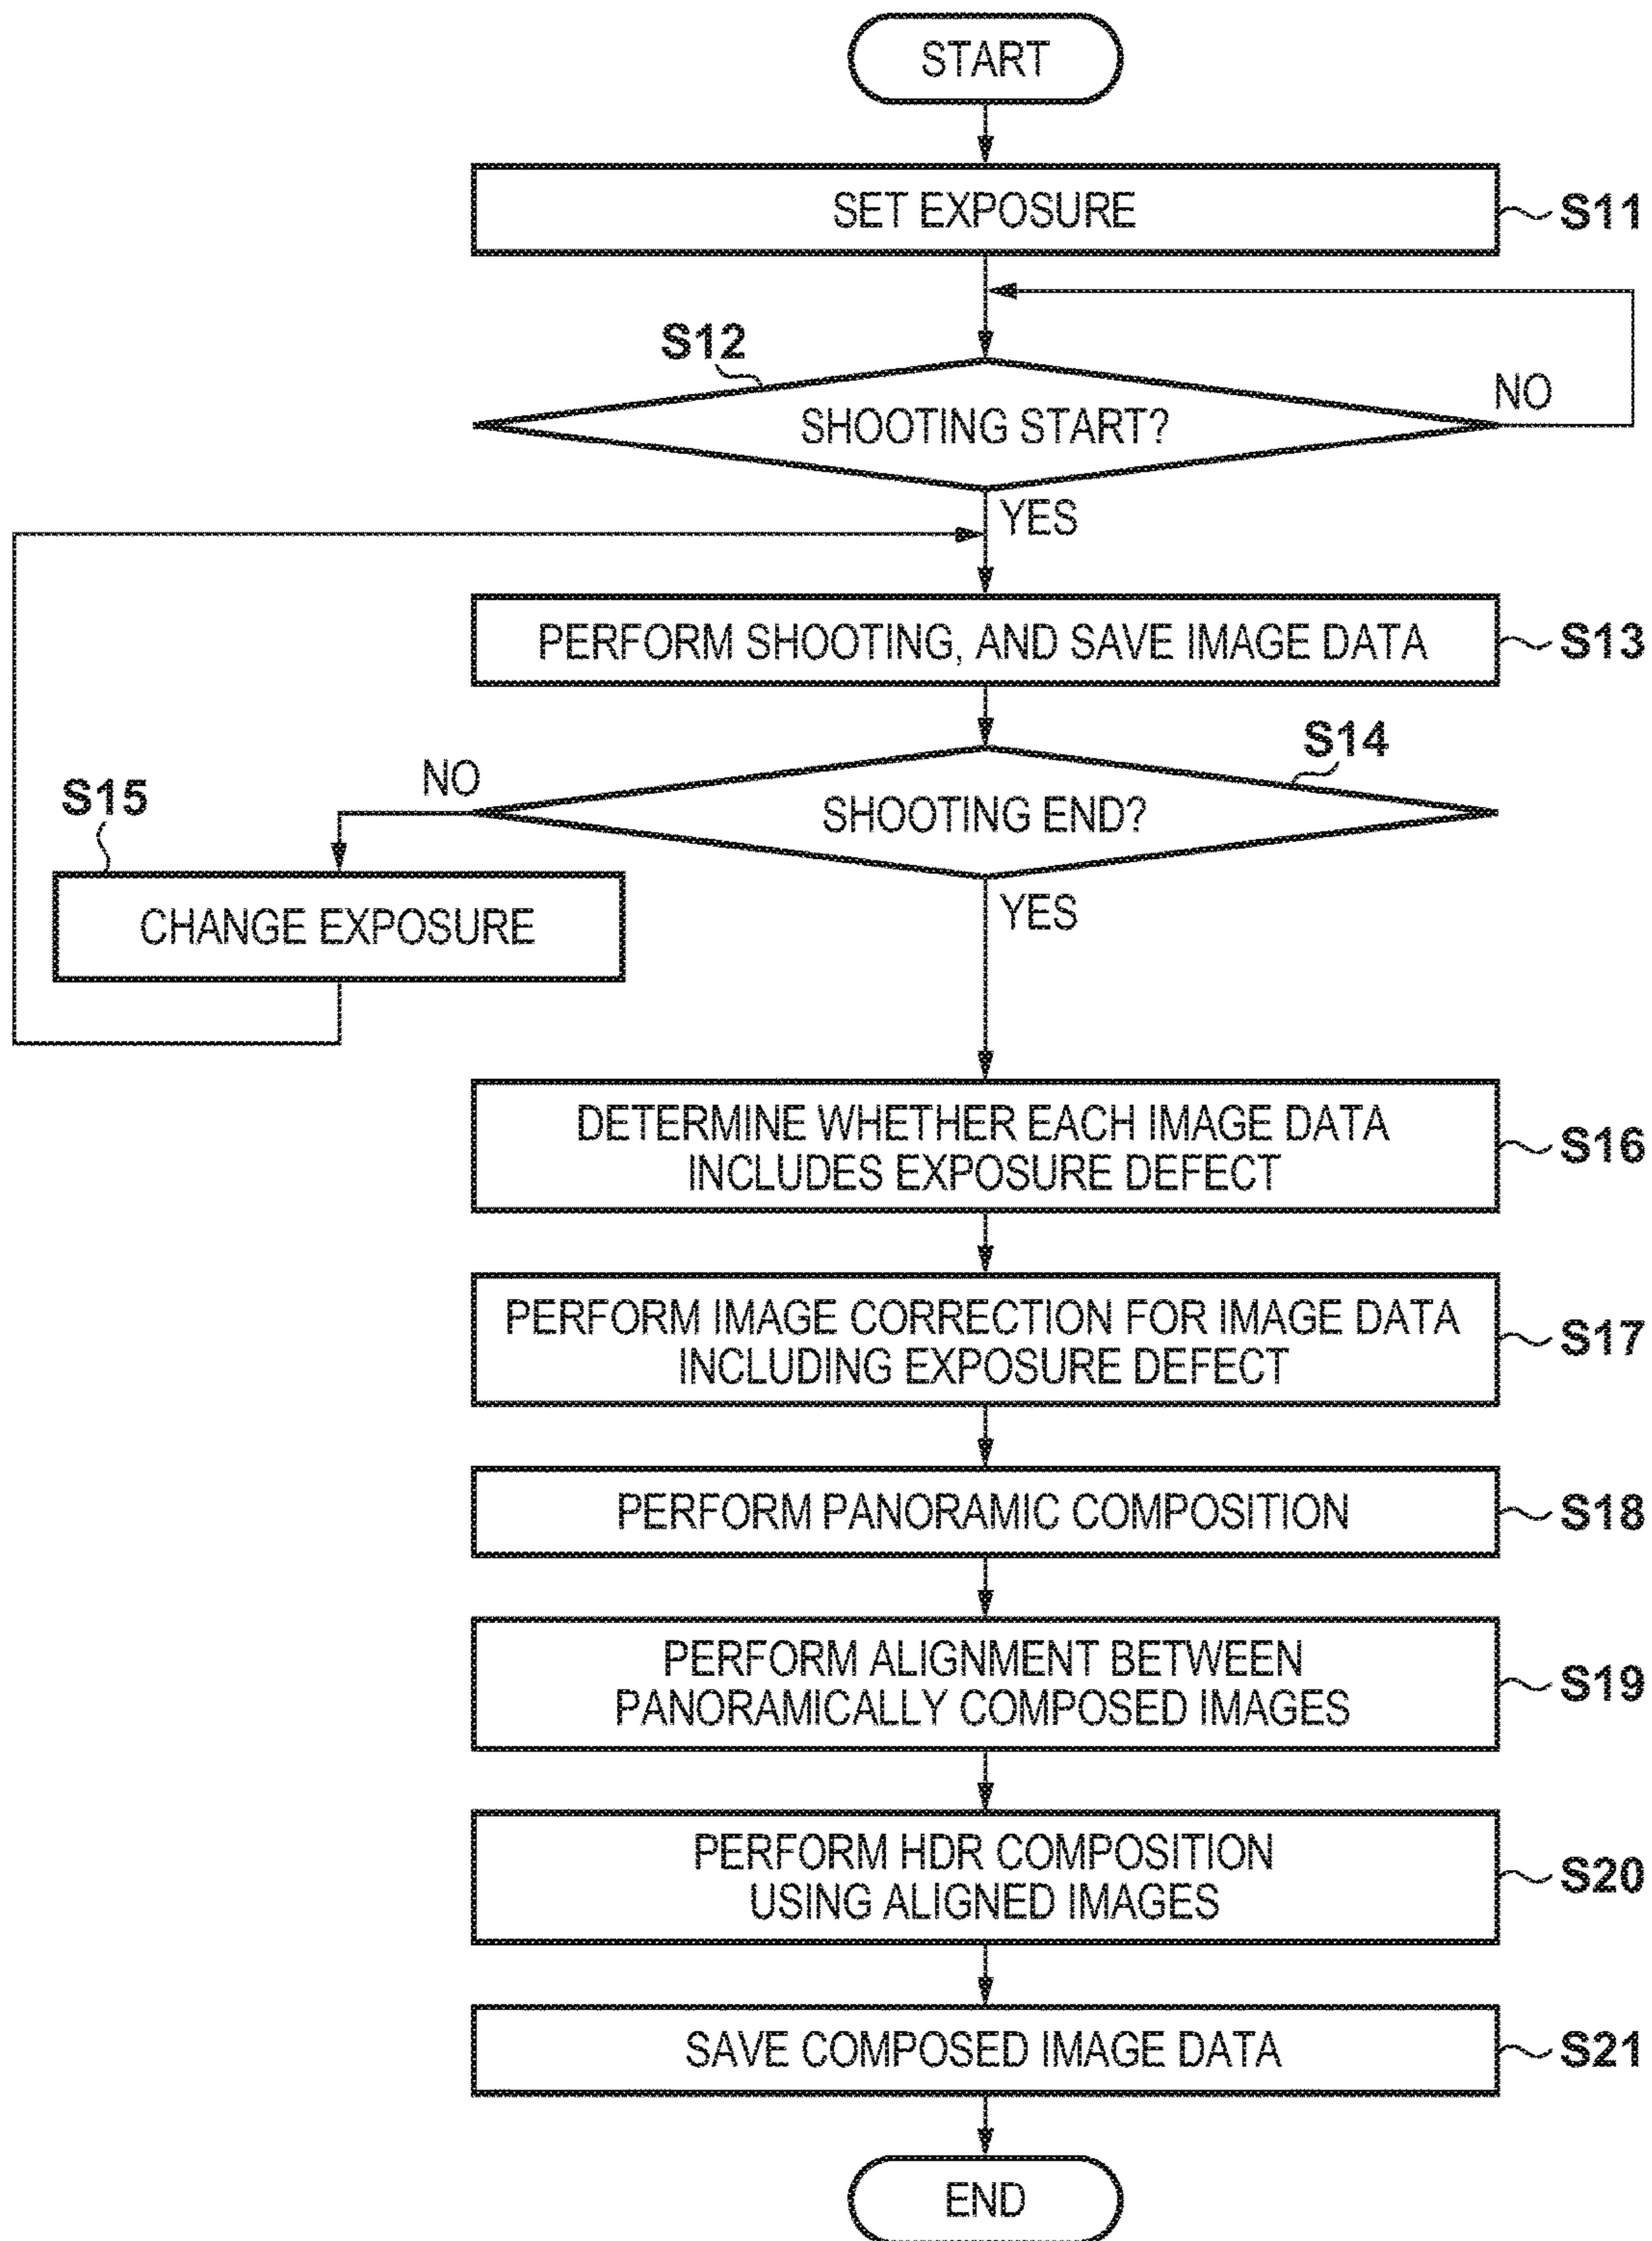 START
SET EXPOSURE
S11
S12
SHOOTING START?
NO
YES
PERFORM SHOOTING, AND SAVE IMAGE DATA
S13
S14
SHOOTING END?
NO
S15
CHANGE EXPOSURE
YES
DETERMINE WHETHER EACH IMAGE DATA
INCLUDES EXPOSURE DEFECT
S16
PERFORM IMAGE CORRECTION FOR IMAGE DATA
INCLUDING EXPOSURE DEFECT
S17
PERFORM PANORAMIC COMPOSITION
S18
PERFORM ALIGNMENT BETWEEN
PANORAMICALLY COMPOSED IMAGES
S19
PERFORM HDR COMPOSITION
USING ALIGNED IMAGES
S20
SAVE COMPOSED IMAGE DATA
S21
END